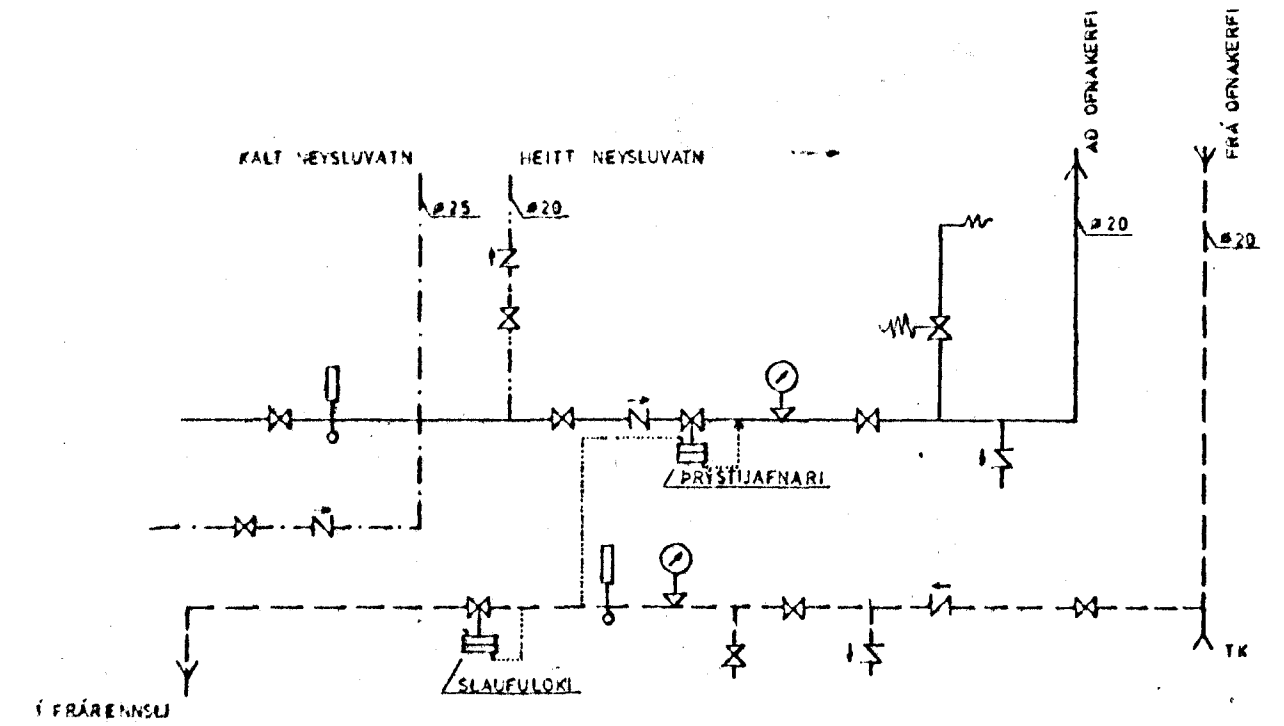 AÐ OFNAKERFI
FRÁ OFNAKERFI
KALT NEYSLUVATN
HEITT NEYSLUVATN
ø25
ø20
ø20
ø20
ÞRÝSTIJAFNARI
SLAUFULOKI
TK
Í FRÁRENNSLI